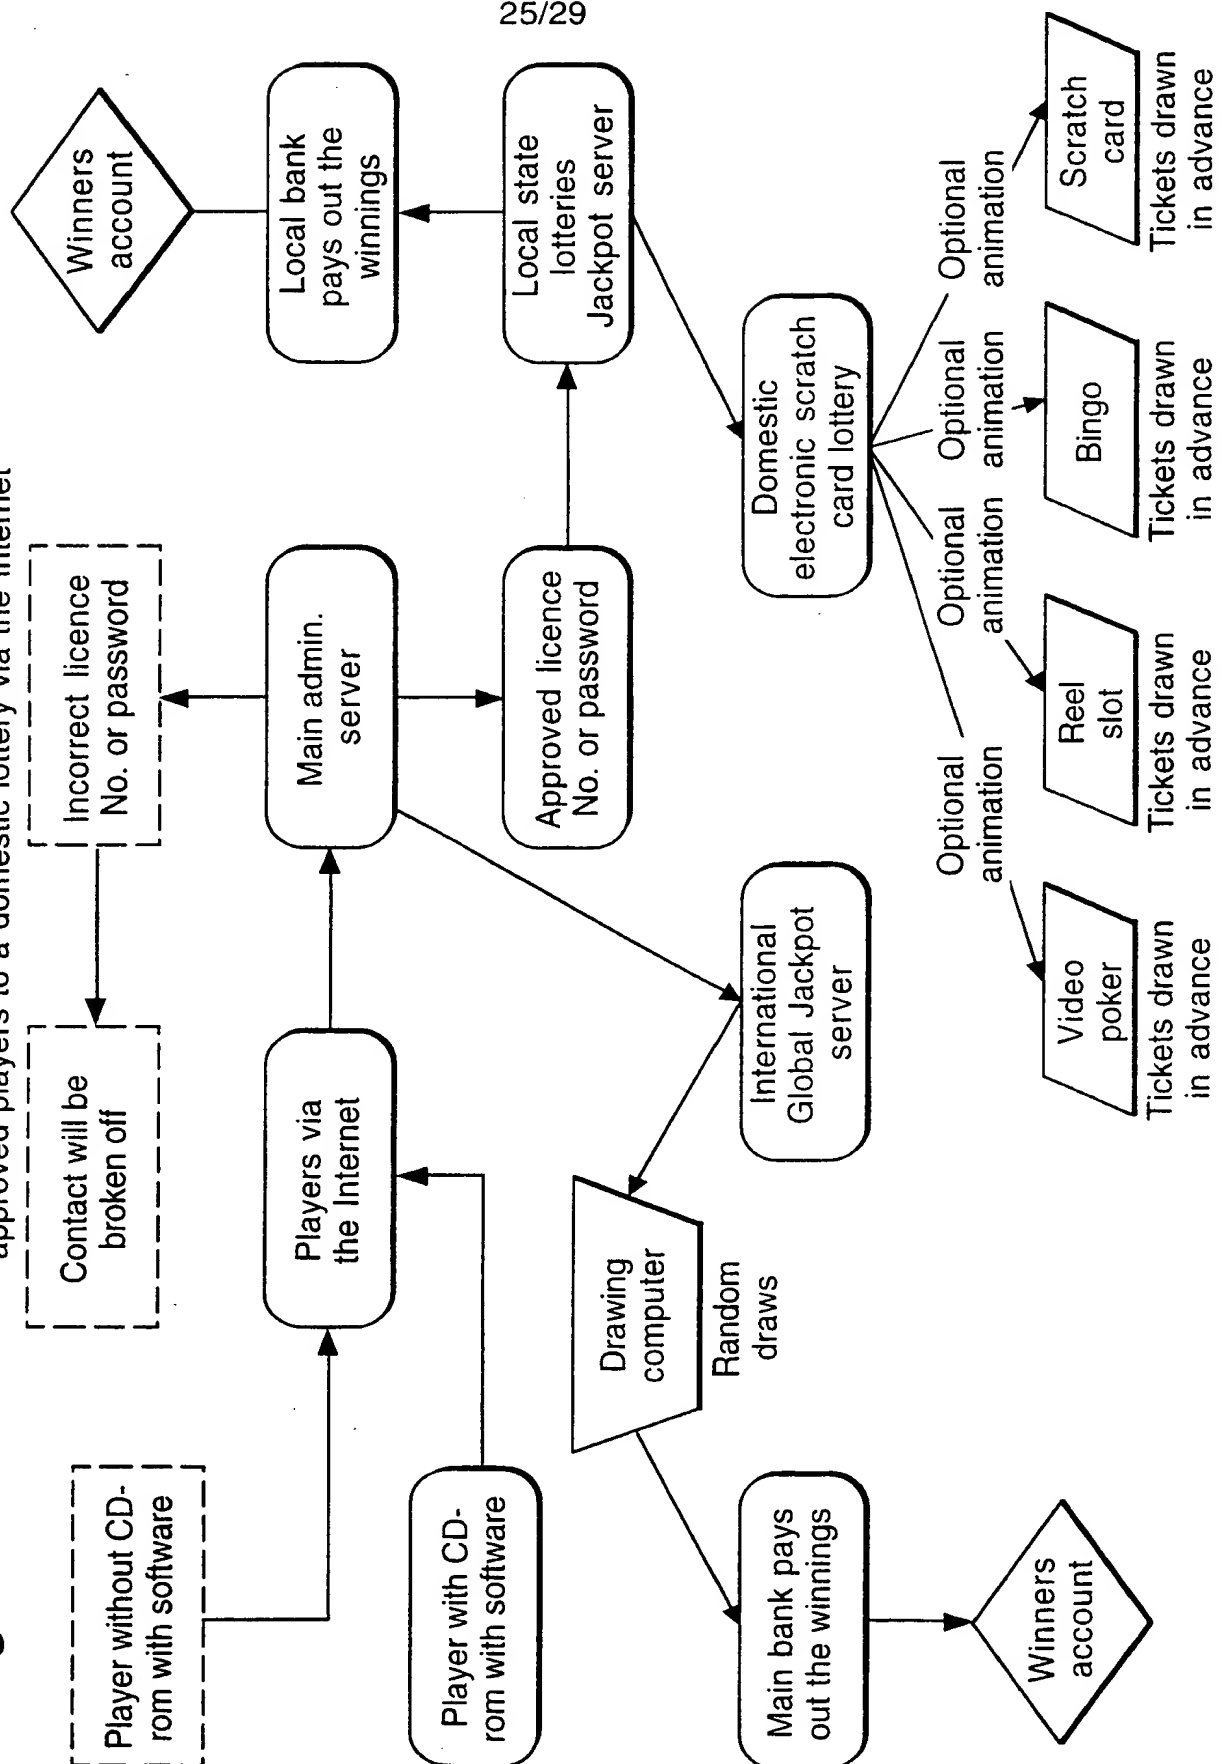 25/29
approved players to a domestic lottery via the Internet
Player without CD-
rom with software
Contact will be
broken off
Incorrect licence
No. or password
Winners
account
Player with CD-
rom with software
Players via
the Internet
Main admin.
server
Local bank
pays out the
winnings
Approved licence
No. or password
Local state
lotteries
Jackpot server
Drawing
computer
Random
draws
International
Global Jackpot
server
Domestic
electronic scratch
card lottery
Main bank pays
out the winnings
Winners
account
Optional
animation
Optional
animation
Optional
animation
Optional
animation
Video
poker
Tickets drawn
in advance
Reel
slot
Tickets drawn
in advance
Bingo
Tickets drawn
in advance
Scratch
card
Tickets drawn
in advance